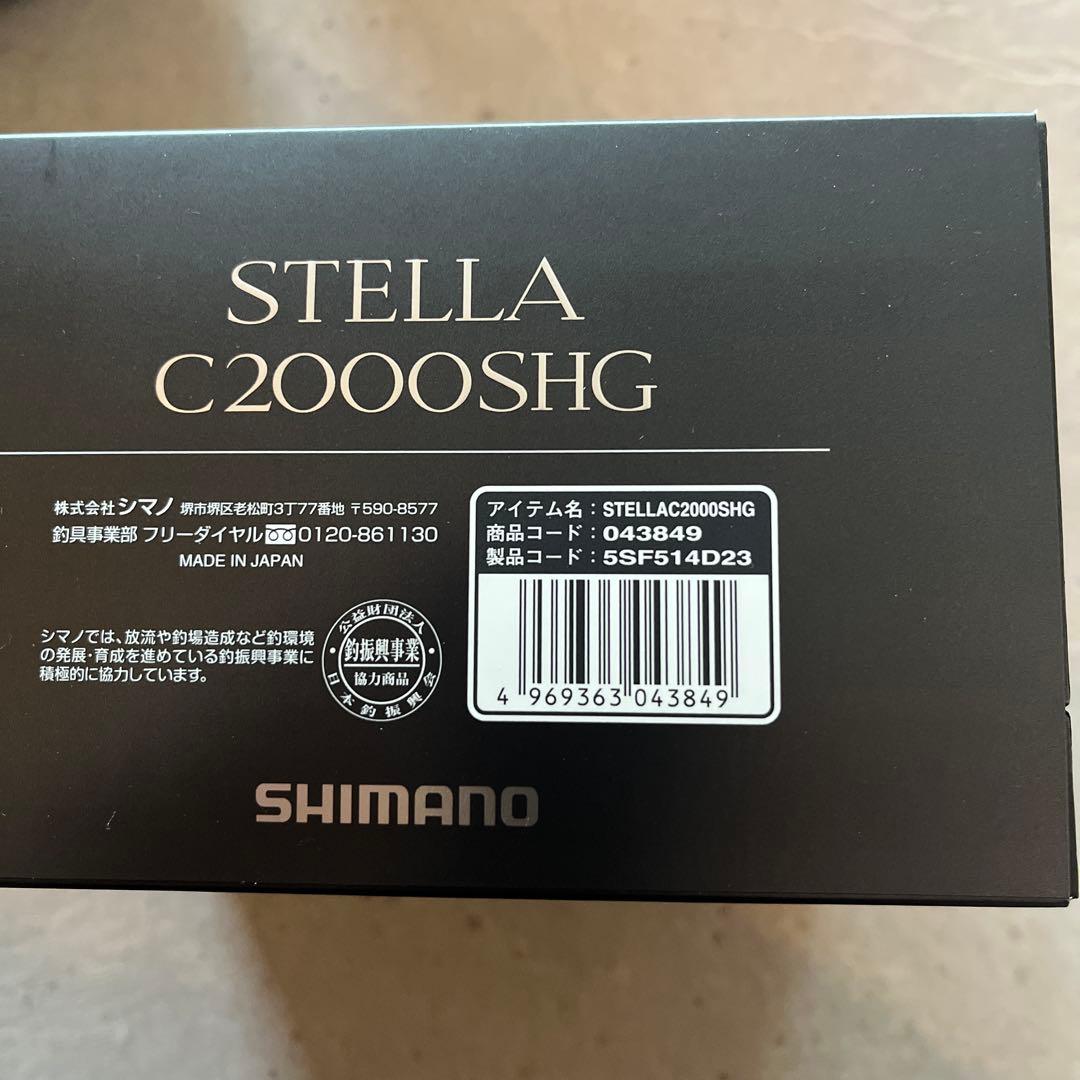 STELLA
C2000SHG
株式会社シマノ 堺市堺区老松町3丁77番地 〒590-8577
釣具事業部 フリーダイヤル 0120-861130
MADE IN JAPAN
シマノでは、放流や釣場造成など釣環境
の発展・育成を進めている釣振興事業に
積極的に協力しています。
公益財団法人
釣振興事業
協力商品
日本釣振興会
アイテム名：STELLAC2000SHG
商品コード：043849
製品コード：5SF514D23
4 969363 043849
SHIMANO